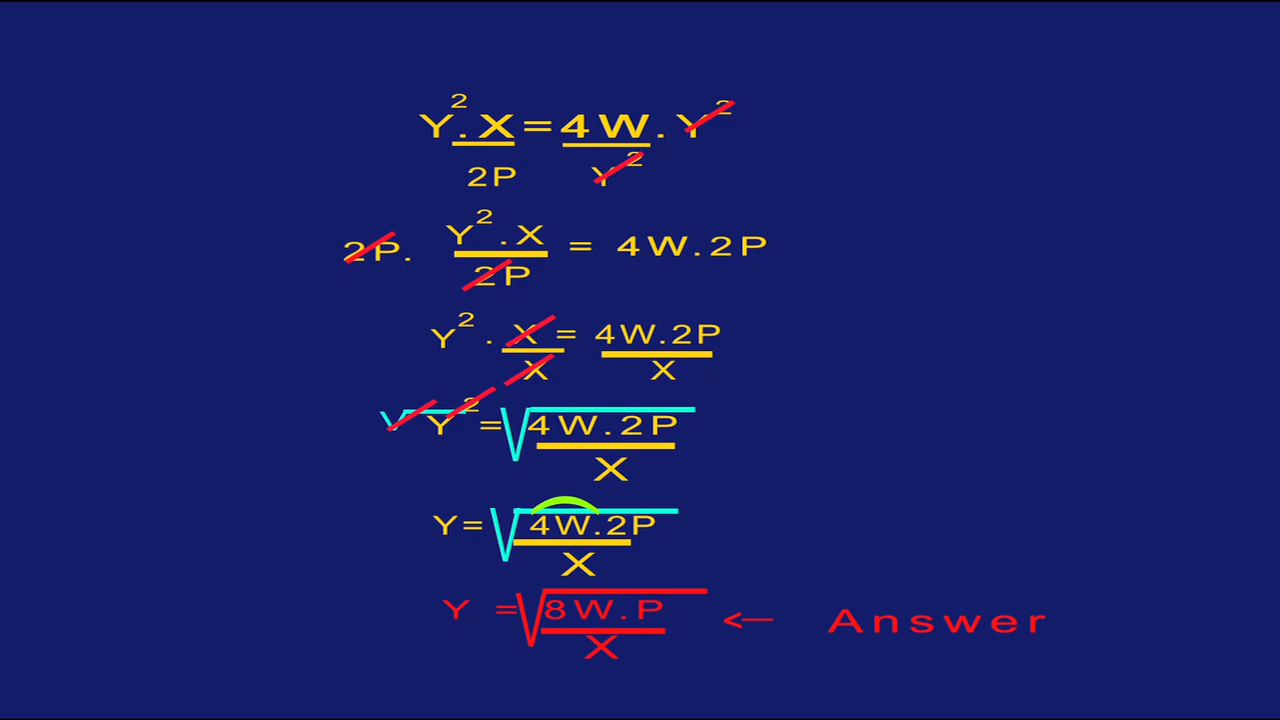 Y².X=4W.Y²
2P Y²
2P. Y².X = 4W.2P
2P
Y².X = 4W.2P
X X
√Y²=√4W.2P
X
Y=√4W.2P
X
Y =√8W.P <— Answer
X